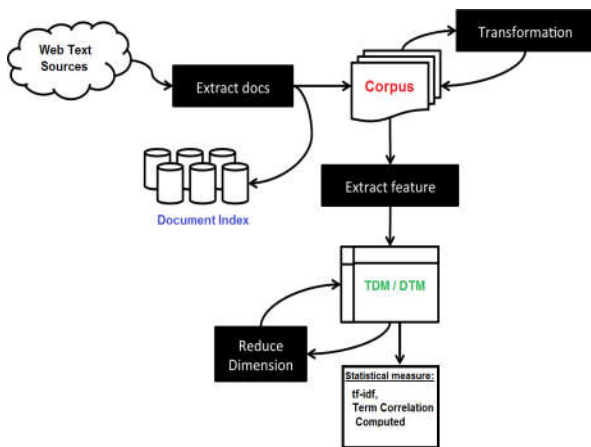 Web Text
Sources
Transformation
Extract docs
Corpus
Document Index
Extract feature
TDM / DTM
Reduce
Dimension
Statistical measure:
tf-idf,
Term Correlation
Computed